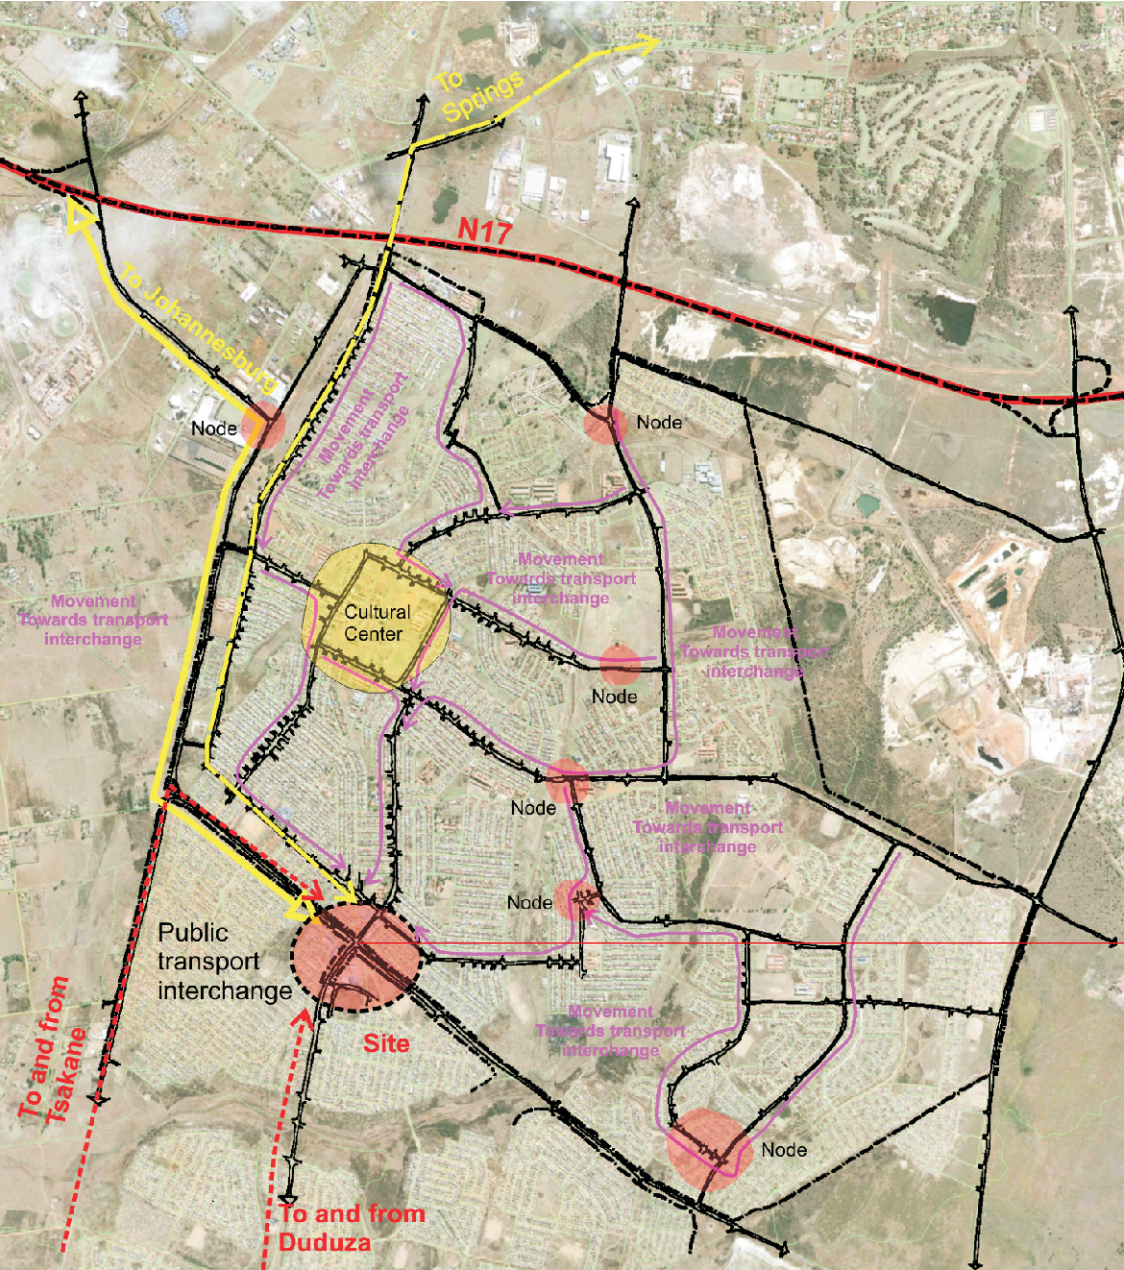 To
Springs
N17
To Johannesburg
Node
Node
Movement
Towards transport
interchange
Movement
Towards transport
interchange
Cultural
Center
Movement
Towards transport
interchange
Movement
Towards transport
interchange
Node
Node
Movement
Towards transport
interchange
Node
Public
transport
interchange
Site
To and from
Tsakane
Movement
Towards transport
interchange
Node
To and from
Duduza